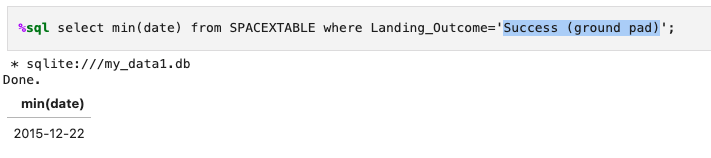 %sql select min(date) from SPACEXTABLE where Landing_Outcome='Success (ground pad)';
* sqlite:///my_data1.db
Done.
min(date)
2015-12-22